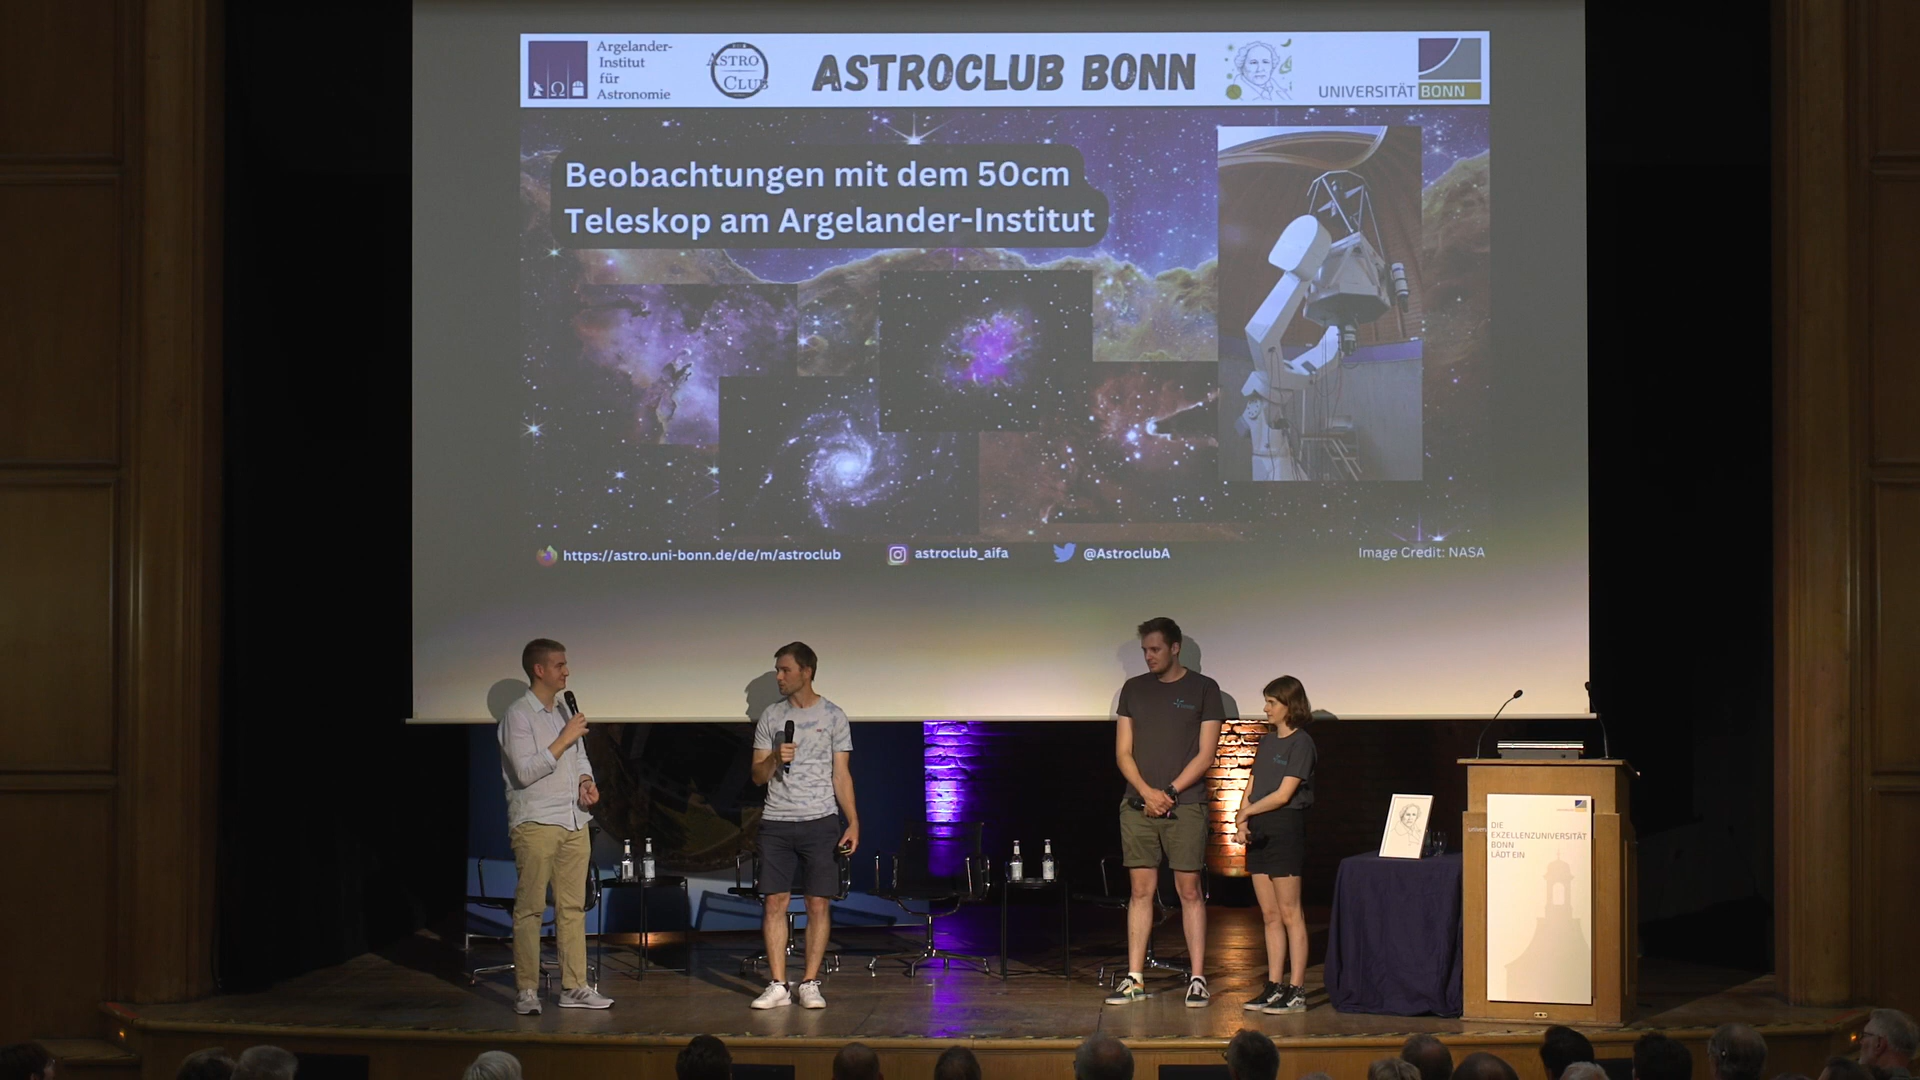 Argelander-
Institut
für
Astronomie
ASTRO
CLUB
ASTROCLUB BONN
UNIVERSITÄT BONN
Beobachtungen mit dem 50cm
Teleskop am Argelander-Institut
https://astro.uni-bonn.de/de/m/astroclub
astroclub_aifa
@AstroclubA
Image Credit: NASA
DIE
EXZELLENZUNIVERSITÄT
BONN
LÄDT EIN